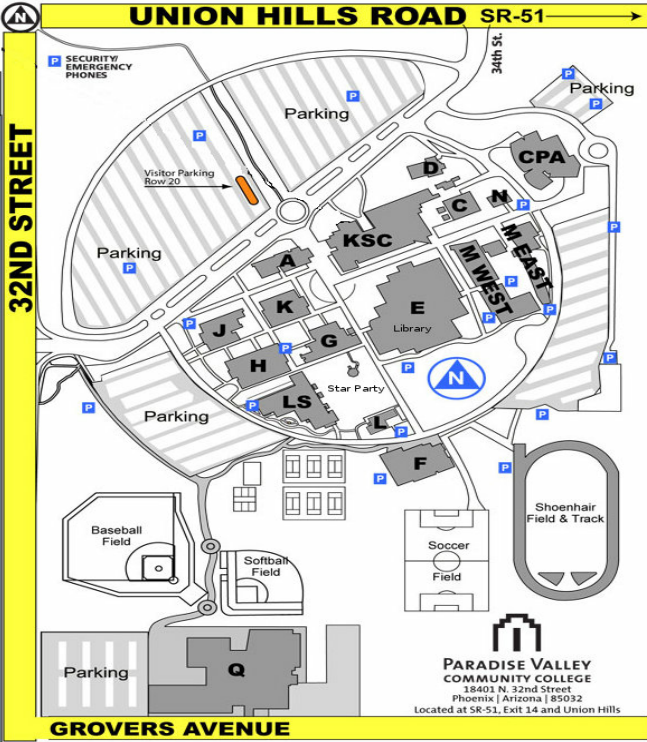 N
UNION HILLS ROAD SR-51
34th St.
P SECURITY/
EMERGENCY
PHONES
32ND STREET
P
Parking
P
P
Parking
P
Visitor Parking
Row 20
CPA
D
N
C
P
KSC
M EAST
P
Parking
P
A
M WEST
P
K
E
Library
P
P
P
J
G
P
H
P
P
N
Star Party
LS
P
P
Parking
L
P
P
F
P
P
Shoenhair
Field & Track
Baseball
Field
Soccer
Field
Softball
Field
Parking
Q
PARADISE VALLEY
COMMUNITY COLLEGE
18401 N. 32nd Street
Phoenix | Arizona | 85032
Located at SR-51, Exit 14 and Union Hills
GROVERS AVENUE